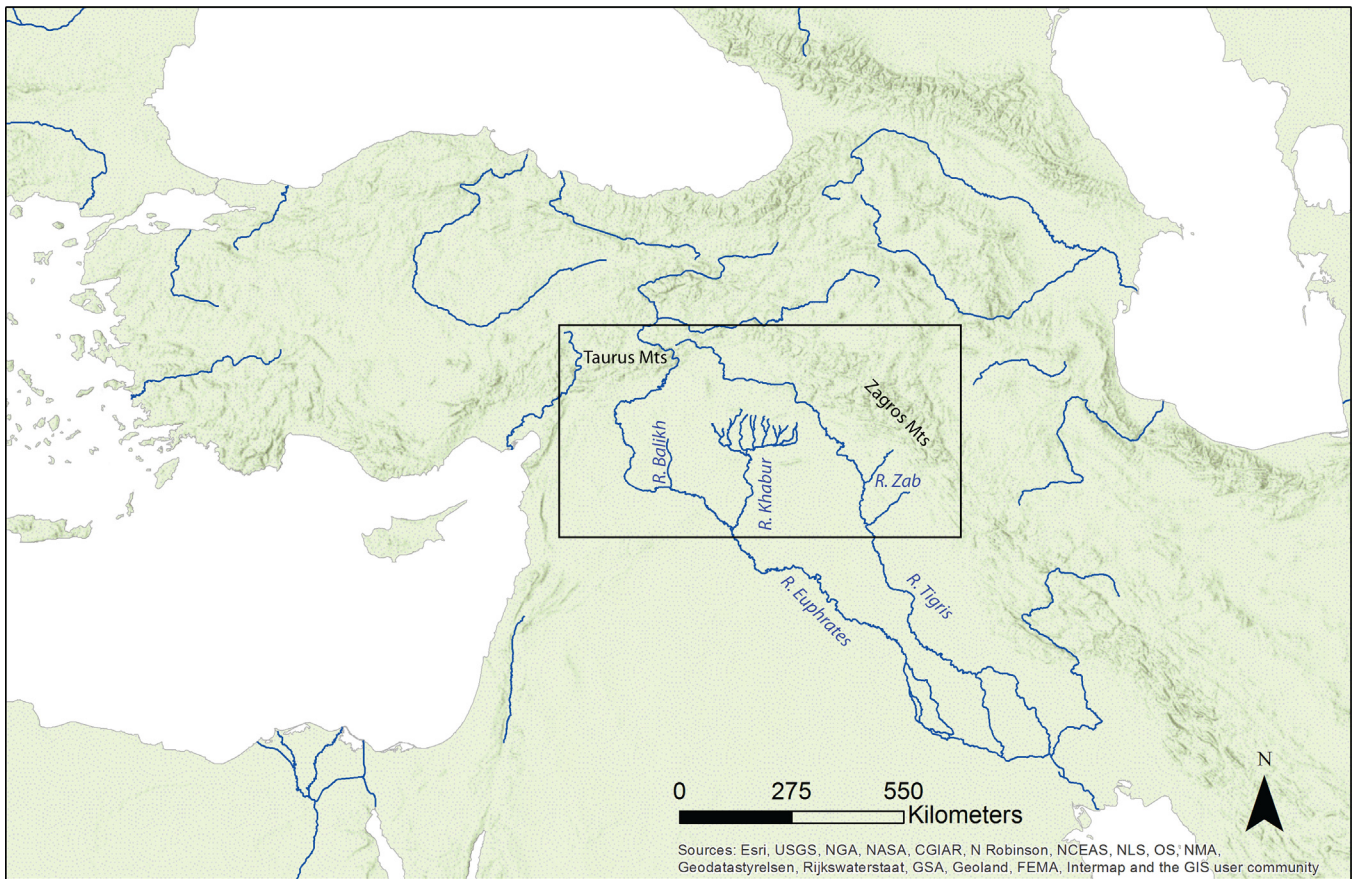 Taurus Mts
Zagros Mts
R. Balikh
R. Khabur
R. Zab
R. Tigris
R. Euphrates
N
0 275 550
Kilometers
Sources: Esri, USGS, NGA, NASA, CGIAR, N Robinson, NCEAS, NLS, OS, NMA,
Geodatastyrelsen, Rijkswaterstaat, GSA, Geoland, FEMA, Intermap and the GIS user community